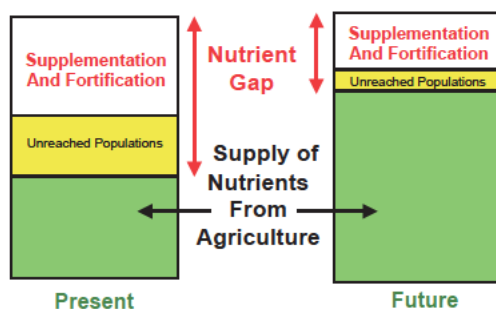 Supplementation
And Fortification
Unreached Populations
Nutrient
Gap
Supply of
Nutrients
From
Agriculture
Supplementation
And Fortification
Unreached Populations
Present
Future